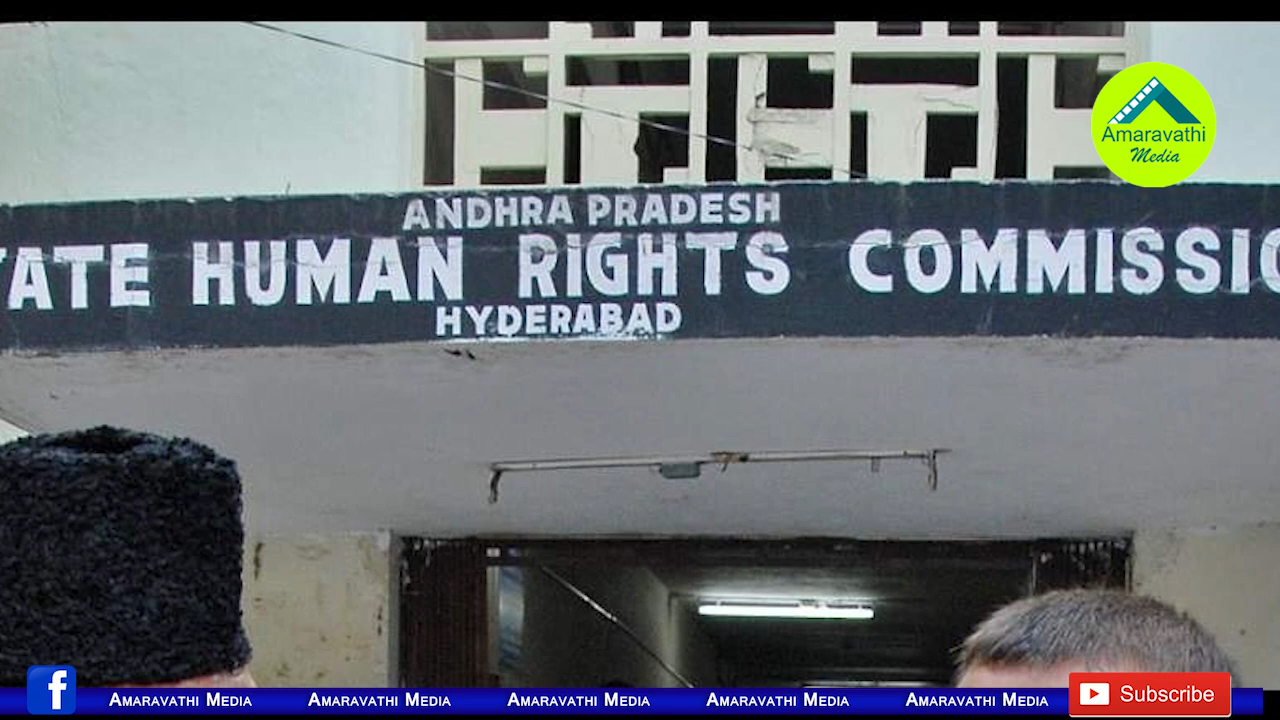 Amaravathi
Media
ANDHRA PRADESH
TATE HUMAN RIGHTS COMMISSIO
HYDERABAD
f
AMARAVATHI MEDIA AMARAVATHI MEDIA AMARAVATHI MEDIA AMARAVATHI MEDIA AMARAVATHI MEDIA
Subscribe